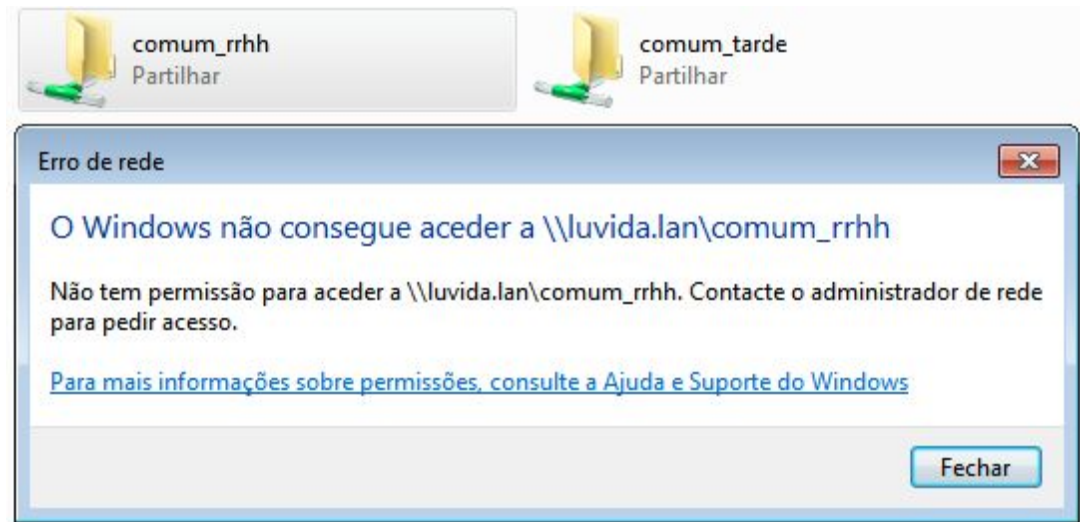 comum_rrhh
Partilhar
comum_tarde
Partilhar
Erro de rede
O Windows não consegue aceder a \\luvida.lan\comum_rrhh
Não tem permissão para aceder a \\luvida.lan\comum_rrhh. Contacte o administrador de rede
para pedir acesso.
Para mais informações sobre permissões, consulte a Ajuda e Suporte do Windows
Fechar